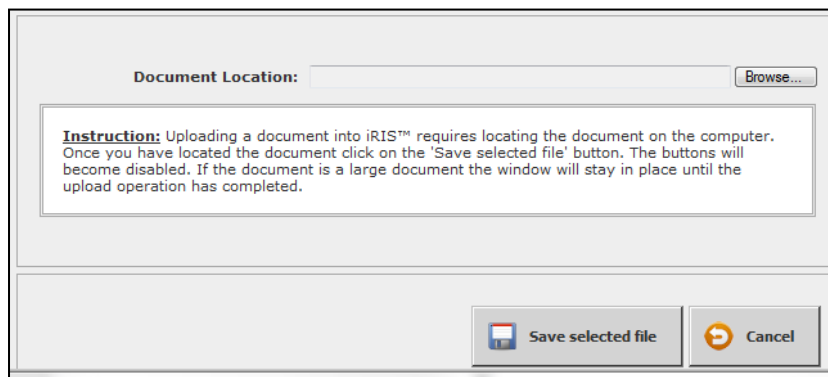 Document Location: Browse...
Instruction: Uploading a document into iRIS™ requires locating the document on the computer.
Once you have located the document click on the 'Save selected file' button. The buttons will
become disabled. If the document is a large document the window will stay in place until the
upload operation has completed.
Save selected file Cancel